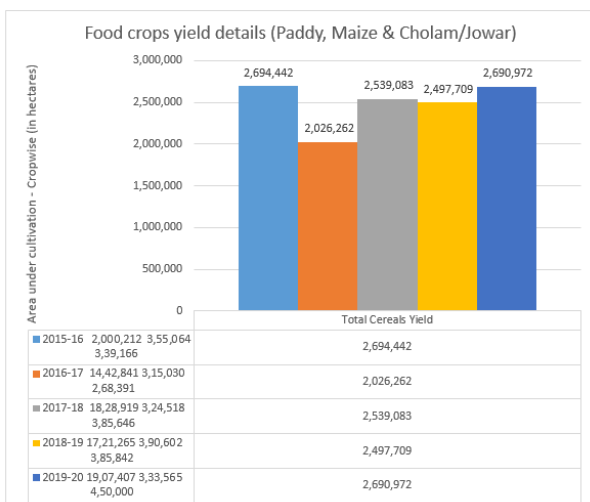 Food crops yield details (Paddy, Maize & Cholam/Jowar)
Area under cultivation - Cropwise (in hectares)
3,000,000
2,500,000
2,000,000
1,500,000
1,000,000
500,000
0
2,694,442
2,026,262
2,539,083
2,497,709
2,690,972
Total Cereals Yield
2015-16 2,000,212 3,55,064
3,39,166
2,694,442
2016-17 14,42,841 3,15,030
2,68,391
2,026,262
2017-18 18,28,919 3,24,518
3,85,646
2,539,083
2018-19 17,21,265 3,90,602
3,85,842
2,497,709
2019-20 19,07,407 3,33,565
4,50,000
2,690,972